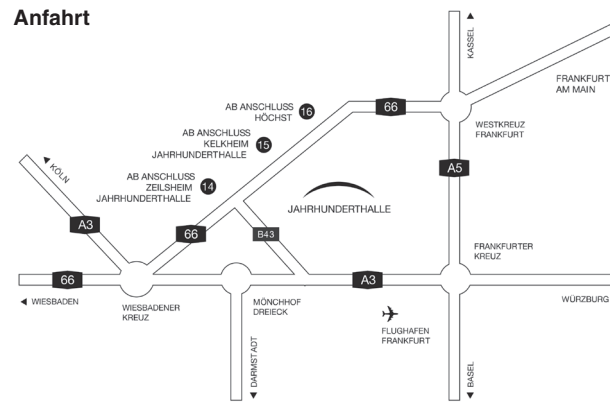 Anfahrt
KASSEL
FRANKFURT
AM MAIN
AB ANSCHLUSS
HÖCHST
16
66
WESTKREUZ
FRANKFURT
AB ANSCHLUSS
KELKHEIM
JAHRHUNDERTHALLE
15
KÖLN
AB ANSCHLUSS
ZEILSHEIM
JAHRHUNDERTHALLE
14
A5
JAHRHUNDERTHALLE
A3
66
B43
FRANKFURTER
KREUZ
66
A3
WIESBADEN
WIESBADENER
KREUZ
MÖNCHHOF
DREIECK
WÜRZBURG
FLUGHAFEN
FRANKFURT
DARMSTADT
BASEL